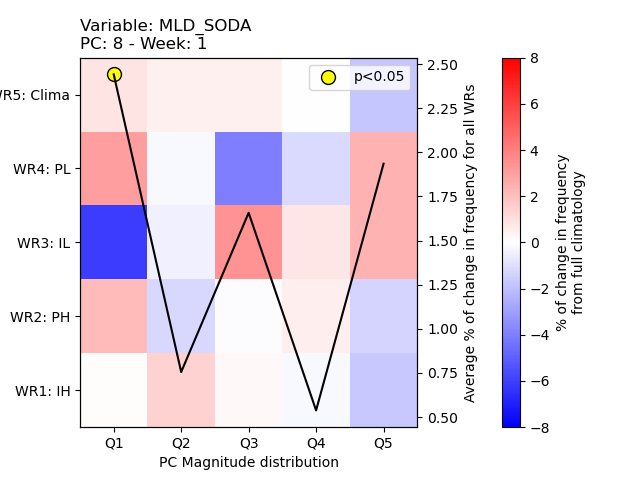 Variable: MLD_SODA
PC: 8 - Week: 1
p<0.05
WR5: Clima
WR4: PL
WR3: IL
WR2: PH
WR1: IH
Q1 Q2 Q3 Q4 Q5
PC Magnitude distribution
2.50
2.25
2.00
1.75
1.50
1.25
1.00
0.75
0.50
Average % of change in frequency for all WRs
8
6
4
2
0
−2
−4
−6
−8
% of change in frequency
from full climatology